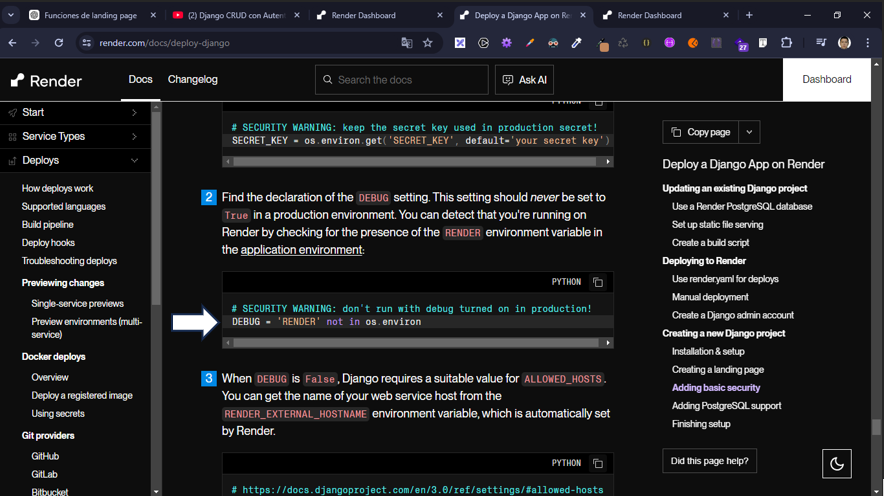 Funciones de landing page
(2) Django CRUD con Auten
Render Dashboard
Deploy a Django App on Ren
Render Dashboard
render.com/docs/deploy-django
27
Render
Docs
Changelog
Search the docs
Ask AI
Dashboard
Start
Service Types
Deploys
How deploys work
Supported languages
Build pipeline
Deploy hooks
Troubleshooting deploys
Previewing changes
Single-service previews
Preview environments (multi-
service)
Docker deploys
Overview
Deploy a registered image
Using secrets
Git providers
GitHub
GitLab
Bitbucket
PYTHON
# SECURITY WARNING: keep the secret key used in production secret!
SECRET_KEY = os.environ.get('SECRET_KEY', default='your secret key')
2 Find the declaration of the DEBUG setting. This setting should never be set to
True in a production environment. You can detect that you're running on
Render by checking for the presence of the RENDER environment variable in
the application environment:
PYTHON
# SECURITY WARNING: don't run with debug turned on in production!
DEBUG = 'RENDER' not in os.environ
3 When DEBUG is False, Django requires a suitable value for ALLOWED_HOSTS.
You can get the name of your web service host from the
RENDER_EXTERNAL_HOSTNAME environment variable, which is automatically set
by Render.
PYTHON
# https://docs.djangoproject.com/en/3.0/ref/settings/#allowed-hosts
Copy page
Deploy a Django App on Render
Updating an existing Django project
Use a Render PostgreSQL database
Set up static file serving
Create a build script
Deploying to Render
Use render.yaml for deploys
Manual deployment
Create a Django admin account
Creating a new Django project
Installation & setup
Creating a landing page
Adding basic security
Adding PostgreSQL support
Finishing setup
Did this page help?